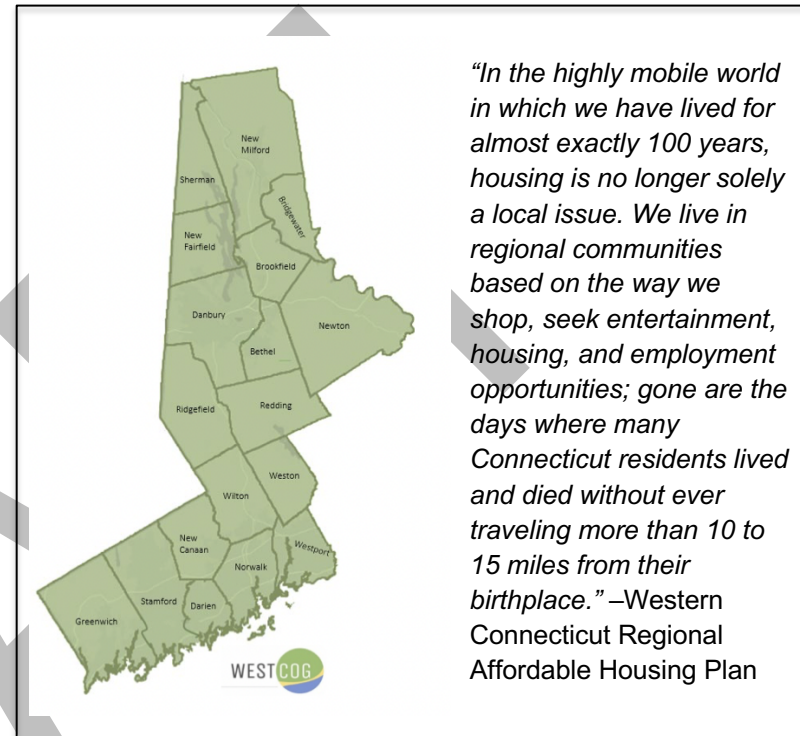 New
Milford
Sherman
Bridgewater
New
Fairfield
Brookfield
Danbury
Newton
Bethel
Ridgefield
Redding
Weston
Wilton
New
Canaan
Westport
Norwalk
Stamford
Darien
Greenwich
WESTCOG
“In the highly mobile world
in which we have lived for
almost exactly 100 years,
housing is no longer solely
a local issue. We live in
regional communities
based on the way we
shop, seek entertainment,
housing, and employment
opportunities; gone are the
days where many
Connecticut residents lived
and died without ever
traveling more than 10 to
15 miles from their
birthplace.” –Western
Connecticut Regional
Affordable Housing Plan